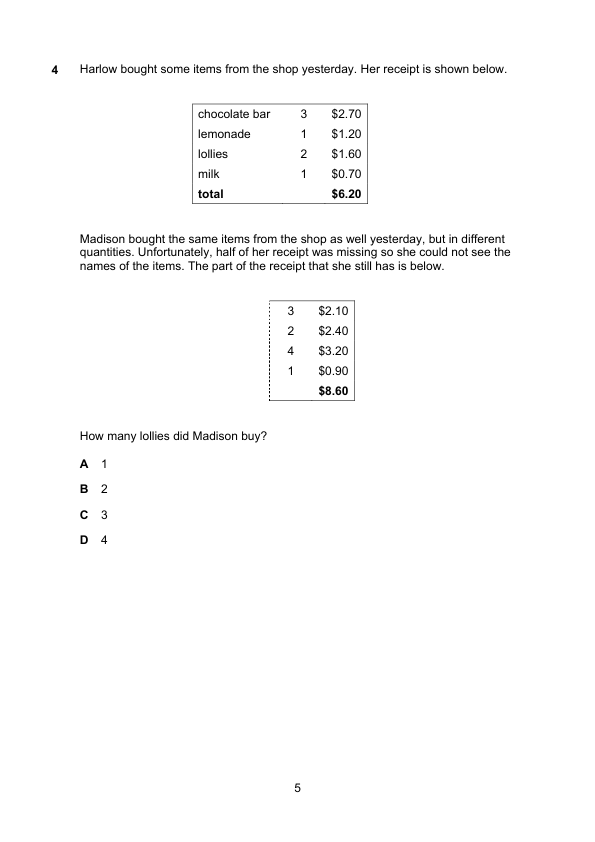 4 Harlow bought some items from the shop yesterday. Her receipt is shown below.
chocolate bar 3 $2.70
lemonade 1 $1.20
lollies 2 $1.60
milk 1 $0.70
total $6.20
Madison bought the same items from the shop as well yesterday, but in different
quantities. Unfortunately, half of her receipt was missing so she could not see the
names of the items. The part of the receipt that she still has is below.
3 $2.10
2 $2.40
4 $3.20
1 $0.90
$8.60
How many lollies did Madison buy?
A 1
B 2
C 3
D 4
5